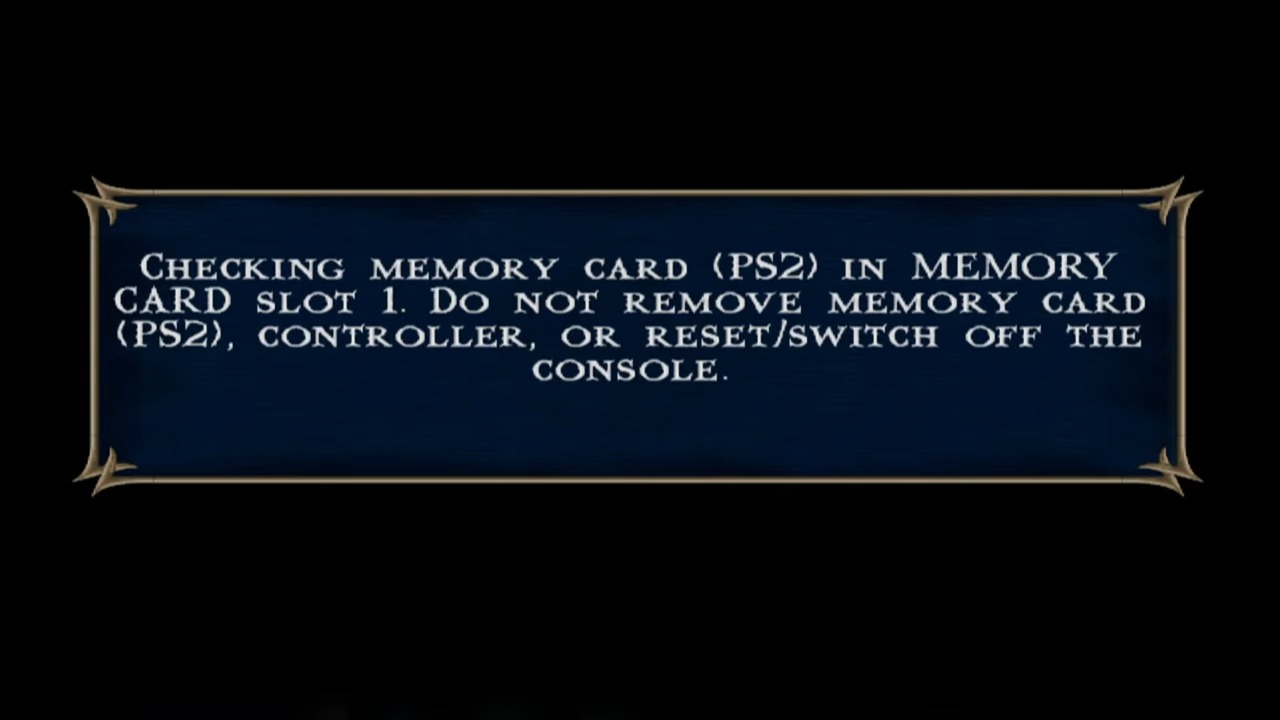 Checking memory card (PS2) in MEMORY
CARD slot 1. Do not remove memory card
(PS2), controller, or reset/switch off the
console.